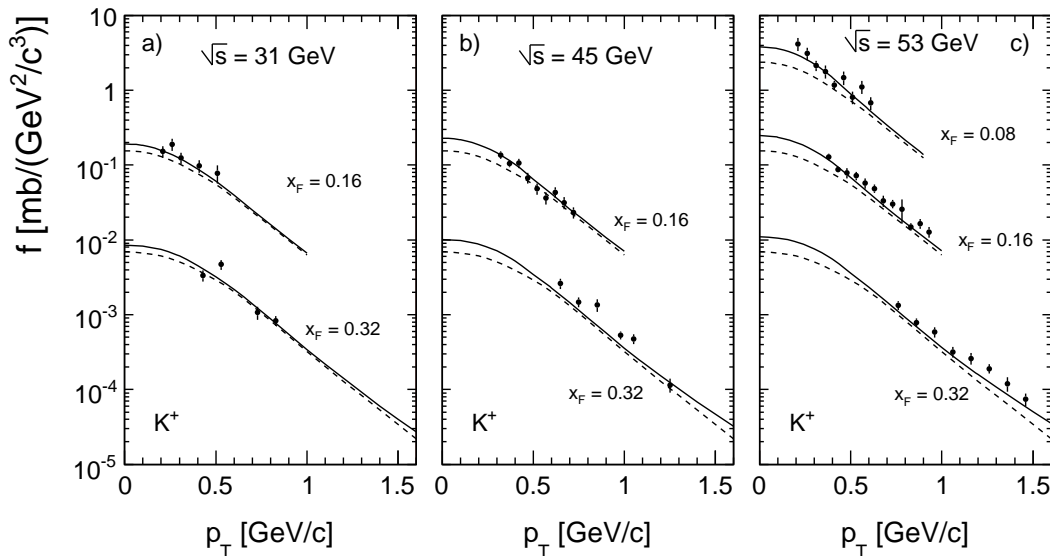 f [mb/(GeV²/c³)]
10
1
10⁻¹
10⁻²
10⁻³
10⁻⁴
10⁻⁵
a)
√s = 31 GeV
x_F = 0.16
x_F = 0.32
K⁺
0 0.5 1 1.5
p_T [GeV/c]
b)
√s = 45 GeV
x_F = 0.16
x_F = 0.32
K⁺
0 0.5 1 1.5
p_T [GeV/c]
√s = 53 GeV
c)
x_F = 0.08
x_F = 0.16
x_F = 0.32
K⁺
0 0.5 1 1.5
p_T [GeV/c]